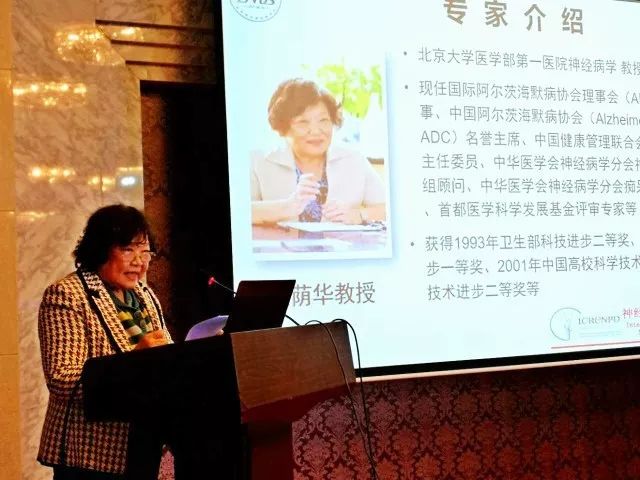 专家介绍
• 北京大学医学部第一医院神经病学 教授
• 现任国际阿尔茨海默病协会理事会（AD
事、中国阿尔茨海默病协会（Alzheime
ADC）名誉主席、中国健康管理联合会
主任委员、中华医学会神经病学分会神
组顾问、中华医学会神经病学分会痴
、首都医学科学发展基金评审专家等
• 获得1993年卫生部科技进步二等奖、
步一等奖、2001年中国高校科学技术
技术进步二等奖等
荫华教授
ICRCNPD
神经